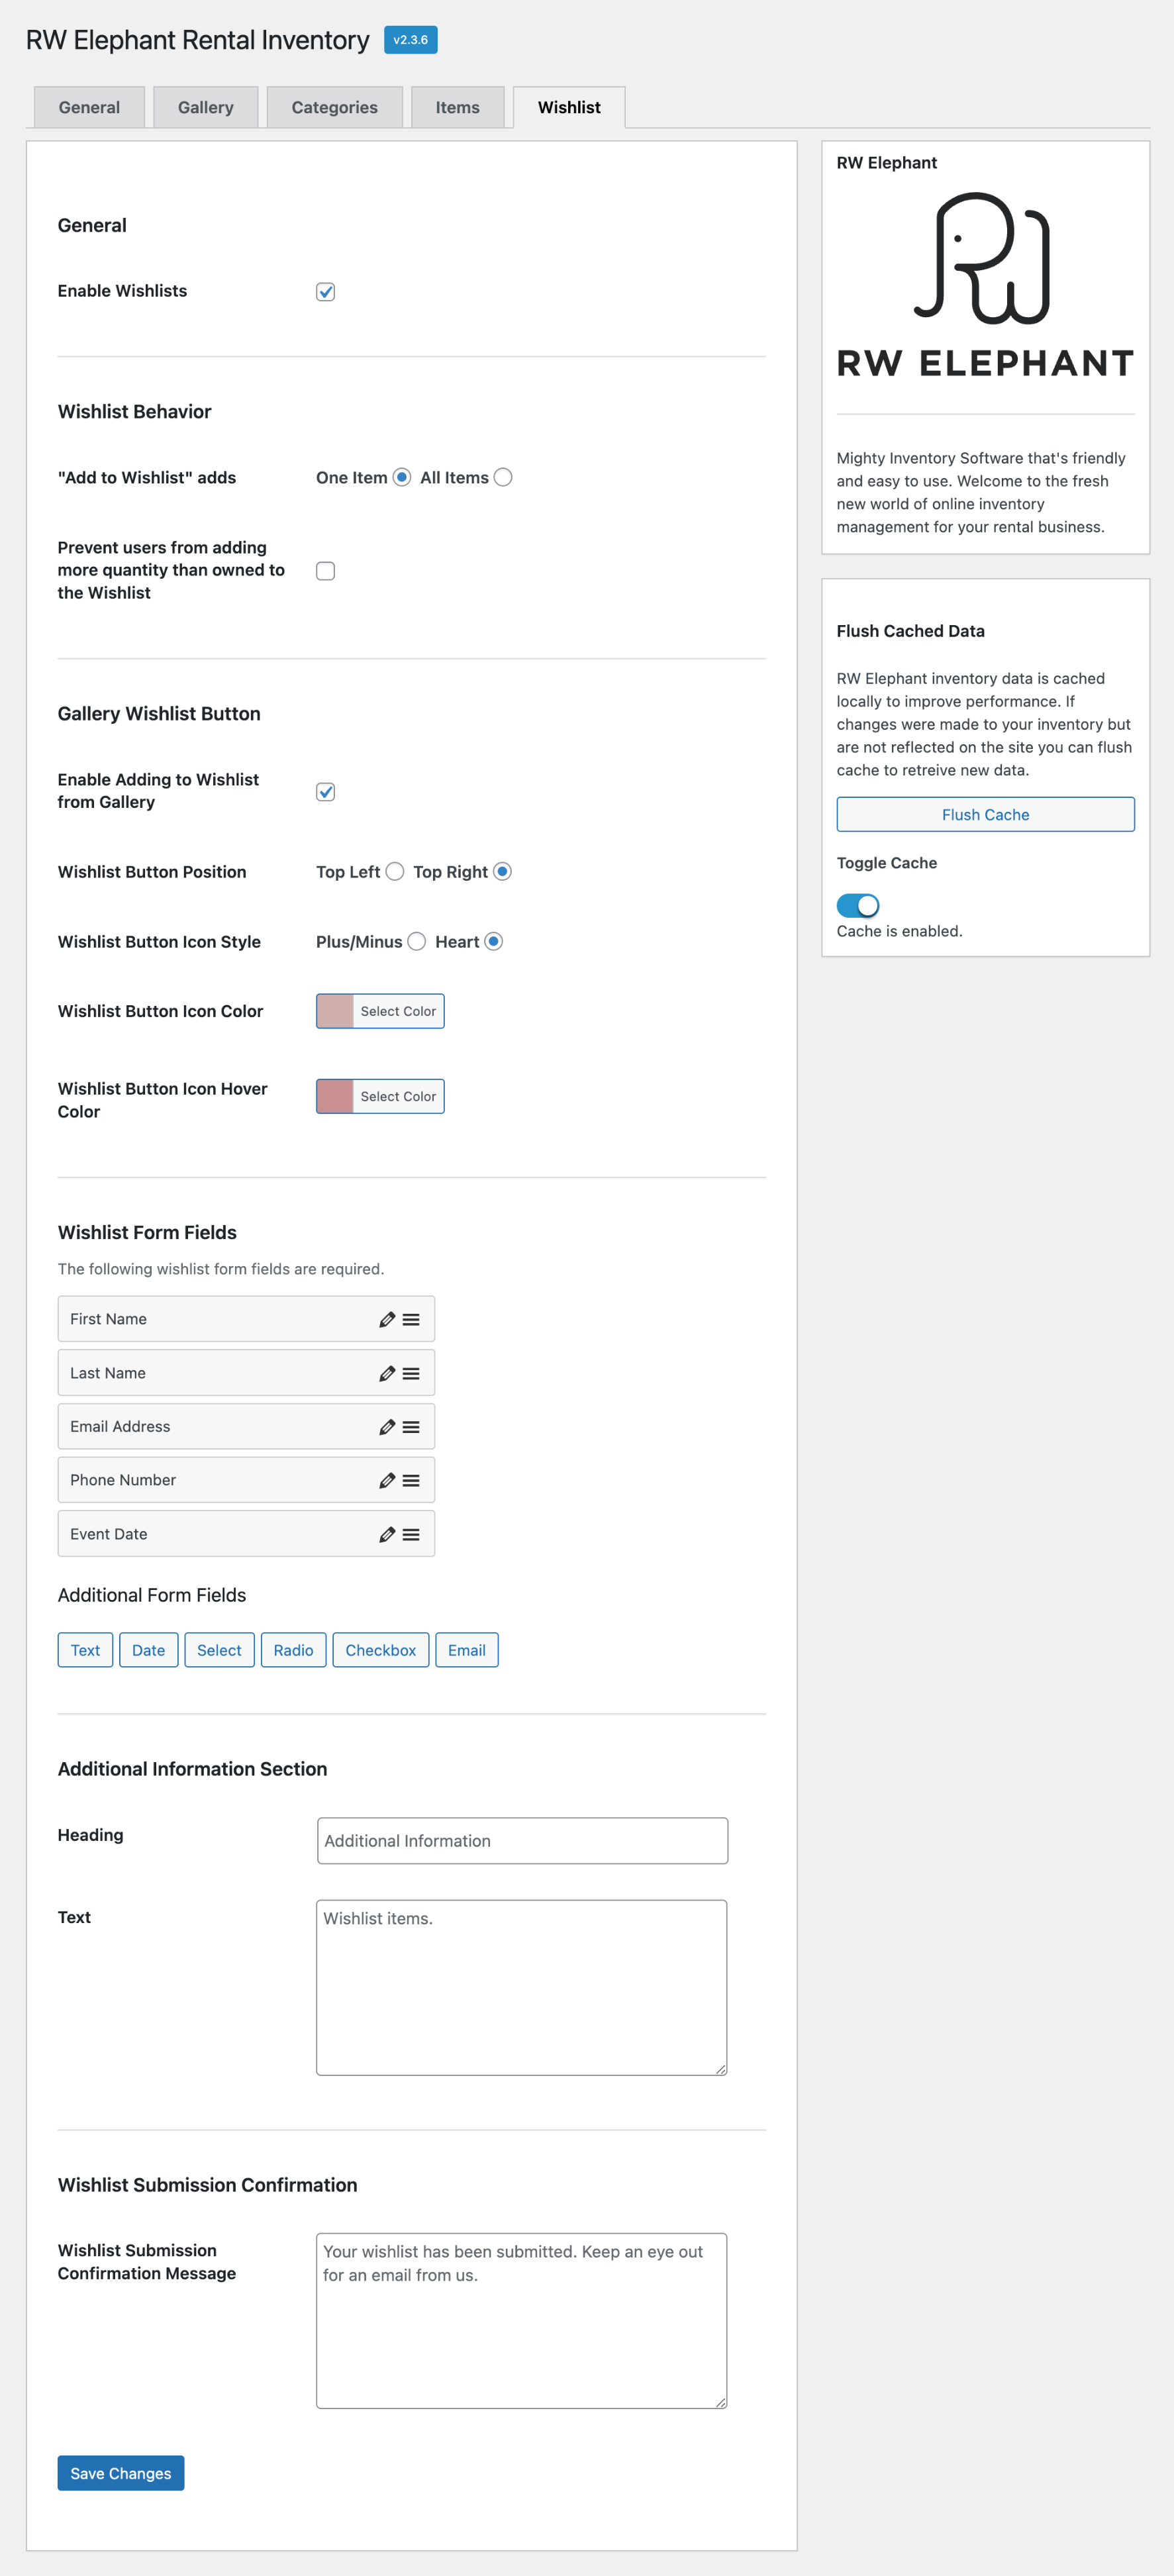 RW Elephant Rental Inventory v2.3.6
General Gallery Categories Items Wishlist
General
Enable Wishlists
Wishlist Behavior
"Add to Wishlist" adds One Item All Items
Prevent users from adding
more quantity than owned to
the Wishlist
Gallery Wishlist Button
Enable Adding to Wishlist
from Gallery
Wishlist Button Position Top Left Top Right
Wishlist Button Icon Style Plus/Minus Heart
Wishlist Button Icon Color Select Color
Wishlist Button Icon Hover
Color
Select Color
Wishlist Form Fields
The following wishlist form fields are required.
First Name
Last Name
Email Address
Phone Number
Event Date
Additional Form Fields
Text Date Select Radio Checkbox Email
Additional Information Section
Heading Additional Information
Text Wishlist items.
Wishlist Submission Confirmation
Wishlist Submission
Confirmation Message
Your wishlist has been submitted. Keep an eye out
for an email from us.
Save Changes
RW Elephant
RW ELEPHANT
Mighty Inventory Software that's friendly
and easy to use. Welcome to the fresh
new world of online inventory
management for your rental business.
Flush Cached Data
RW Elephant inventory data is cached
locally to improve performance. If
changes were made to your inventory but
are not reflected on the site you can flush
cache to retreive new data.
Flush Cache
Toggle Cache
Cache is enabled.